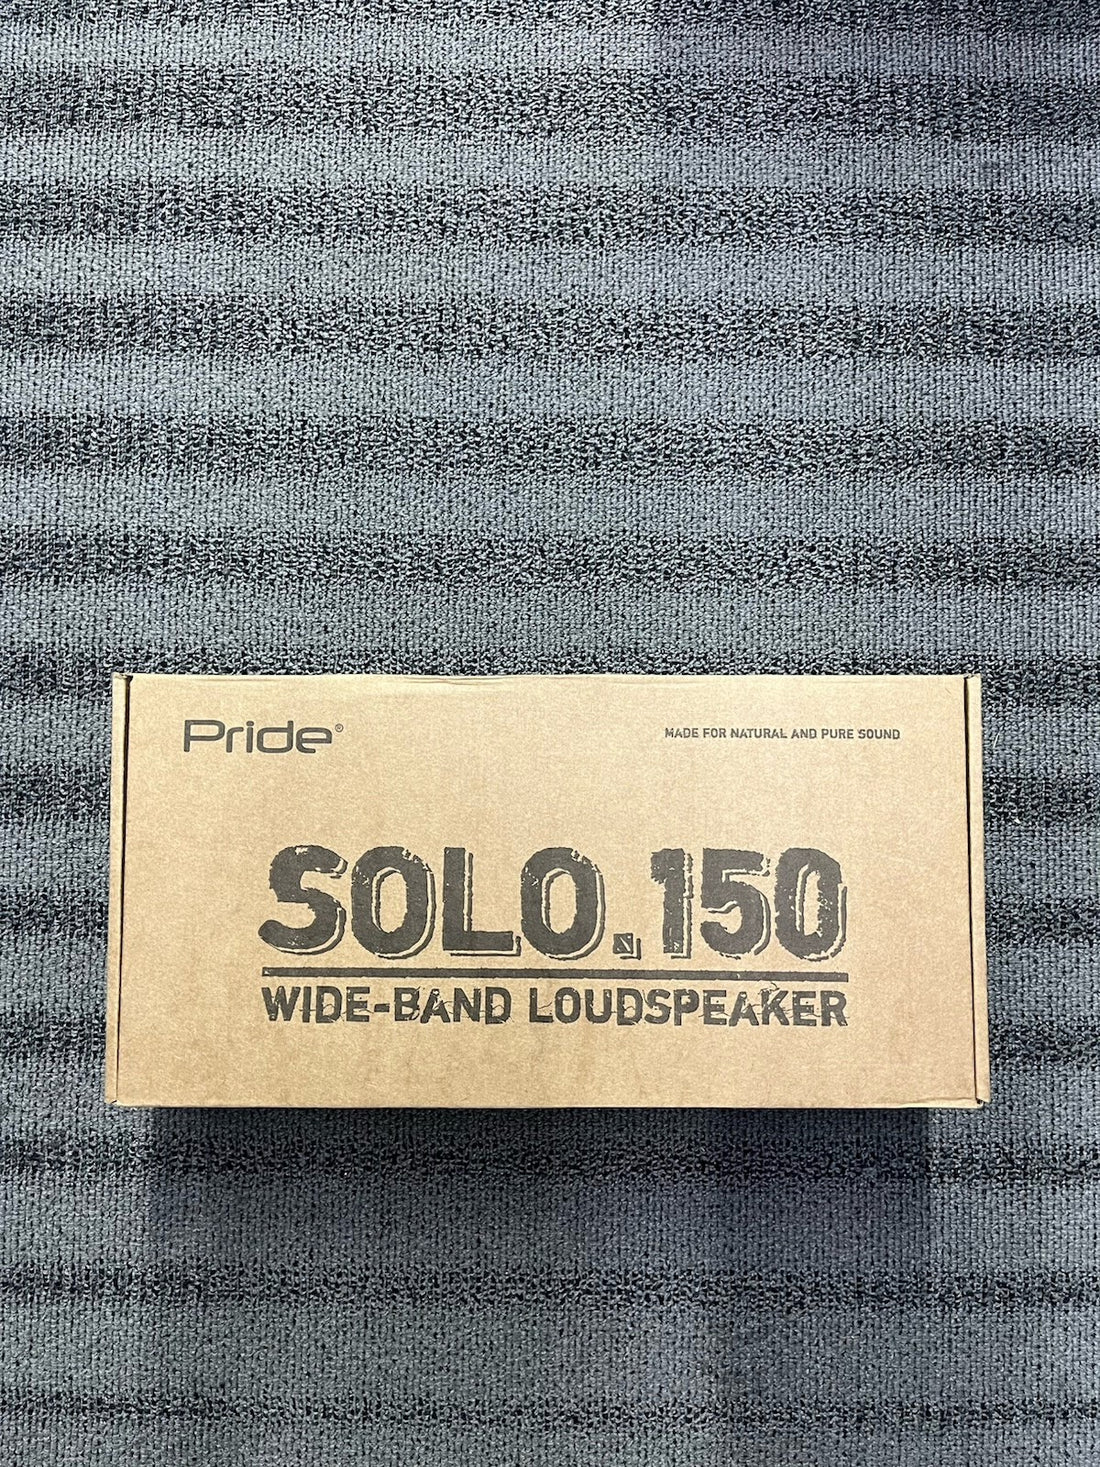 Pride®
MADE FOR NATURAL AND PURE SOUND
SOLO.150
WIDE-BAND LOUDSPEAKER